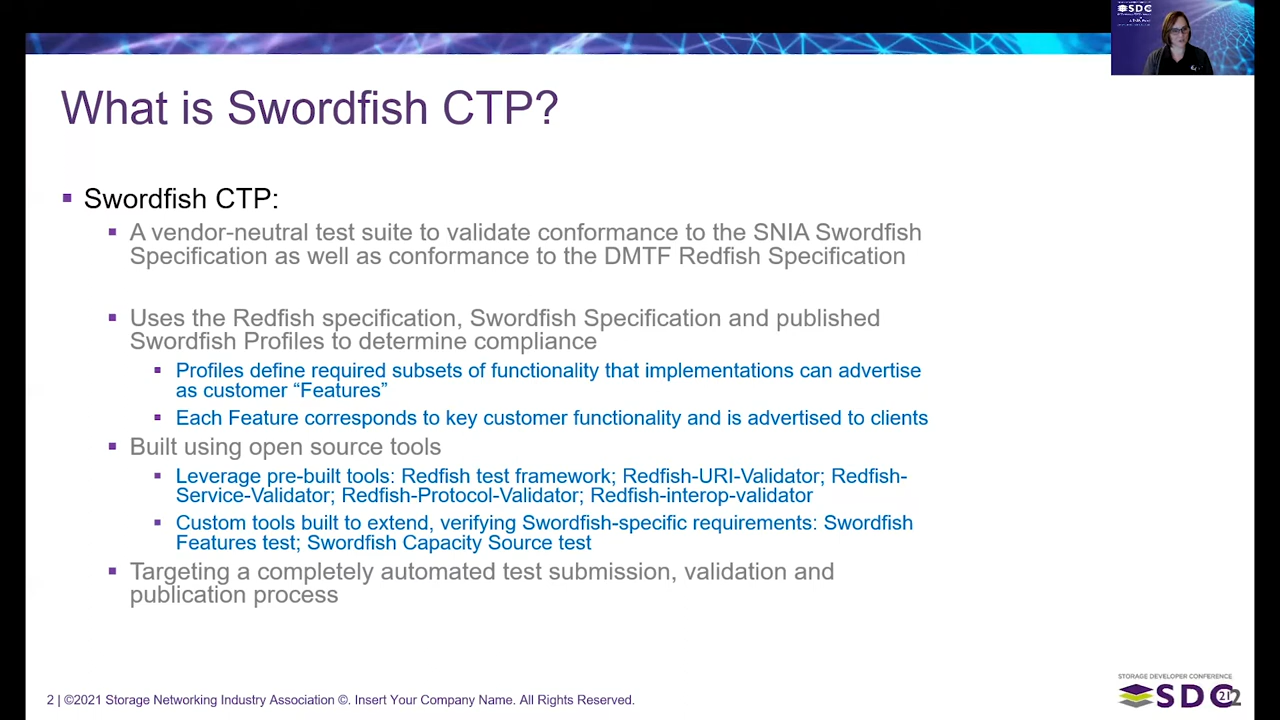 SDC
What is Swordfish CTP?
Swordfish CTP:
A vendor-neutral test suite to validate conformance to the SNIA Swordfish
Specification as well as conformance to the DMTF Redfish Specification
Uses the Redfish specification, Swordfish Specification and published
Swordfish Profiles to determine compliance
Profiles define required subsets of functionality that implementations can advertise
as customer “Features”
Each Feature corresponds to key customer functionality and is advertised to clients
Built using open source tools
Leverage pre-built tools: Redfish test framework; Redfish-URI-Validator; Redfish-
Service-Validator; Redfish-Protocol-Validator; Redfish-interop-validator
Custom tools built to extend, verifying Swordfish-specific requirements: Swordfish
Features test; Swordfish Capacity Source test
Targeting a completely automated test submission, validation and
publication process
2 | ©2021 Storage Networking Industry Association ©. Insert Your Company Name. All Rights Reserved.
STORAGE DEVELOPER CONFERENCE
SDC 21 2